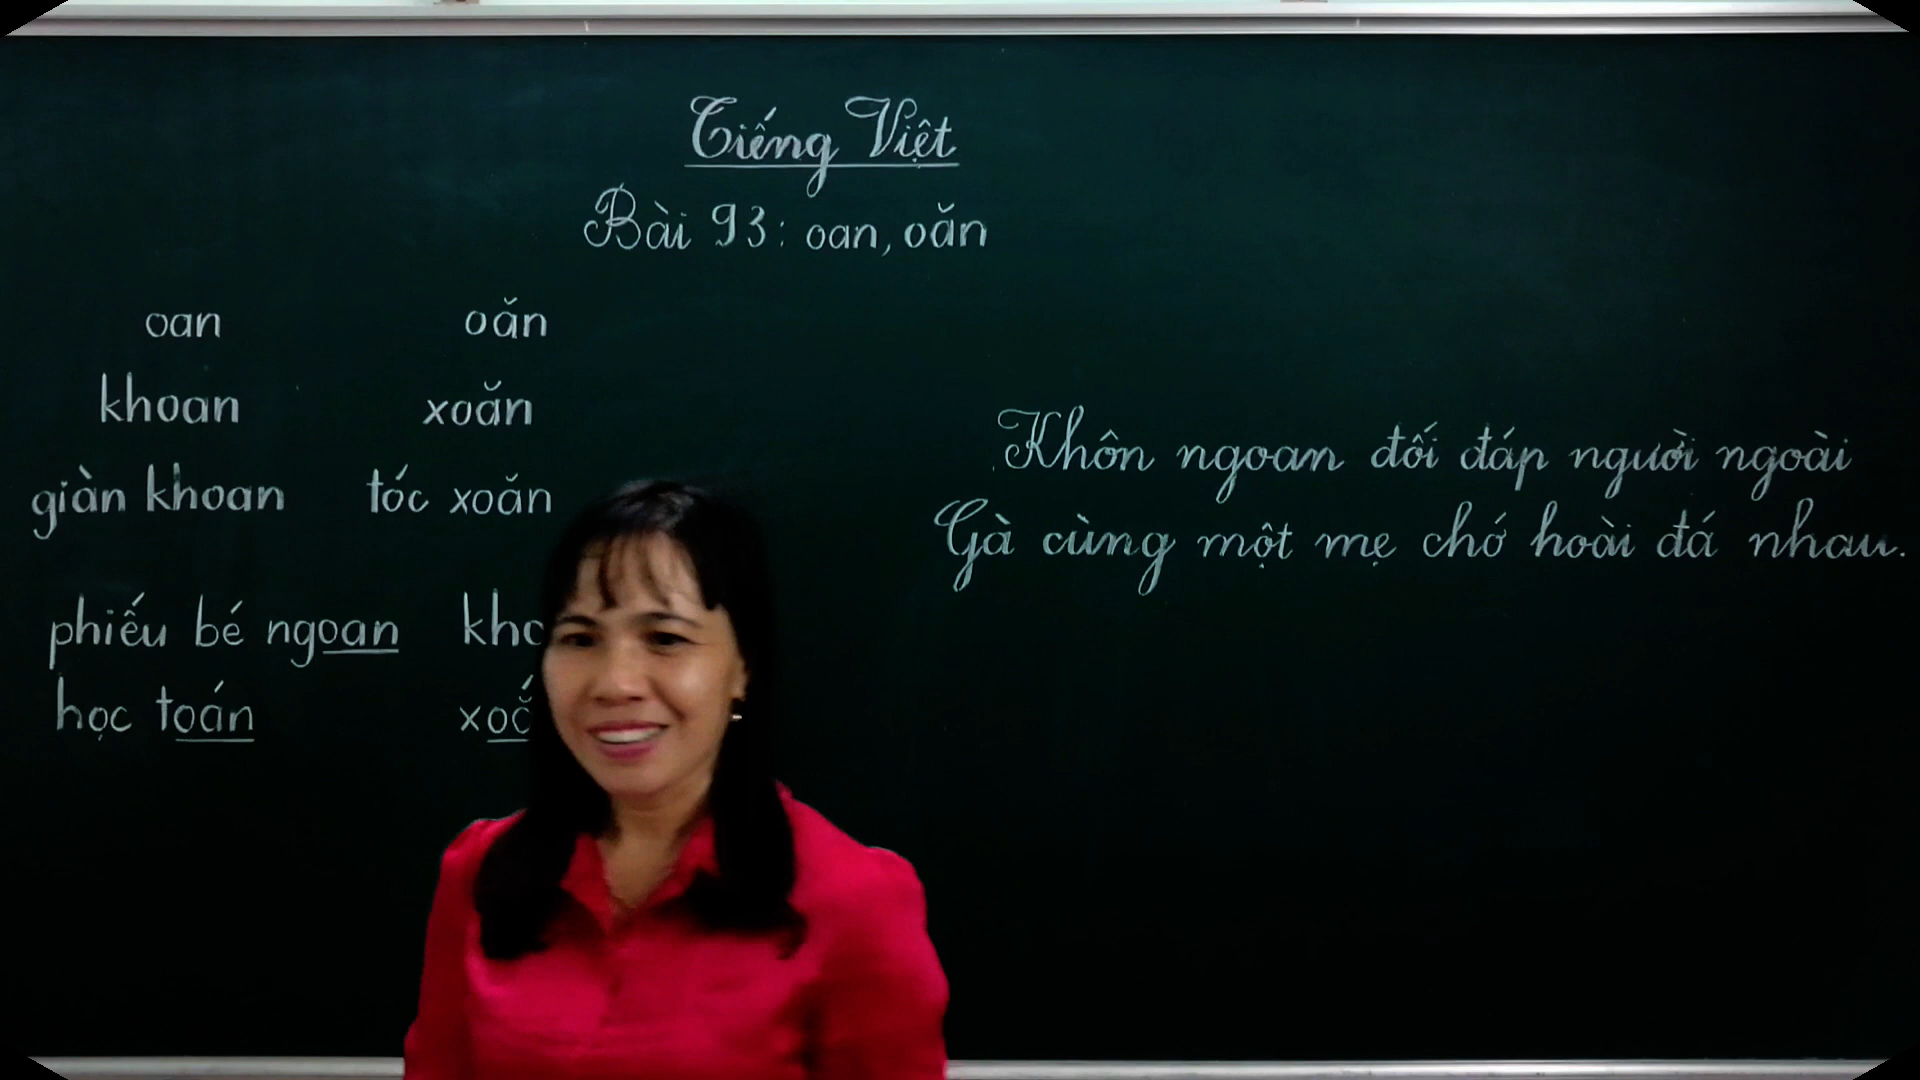 Tiếng Việt
Bài 93: oan, oăn
oan oăn
khoan xoăn
giàn khoan tóc xoăn
phiếu bé ngoan
học toán
Khôn ngoan đối đáp người ngoài
Gà cùng một mẹ chớ hoài đá nhau.